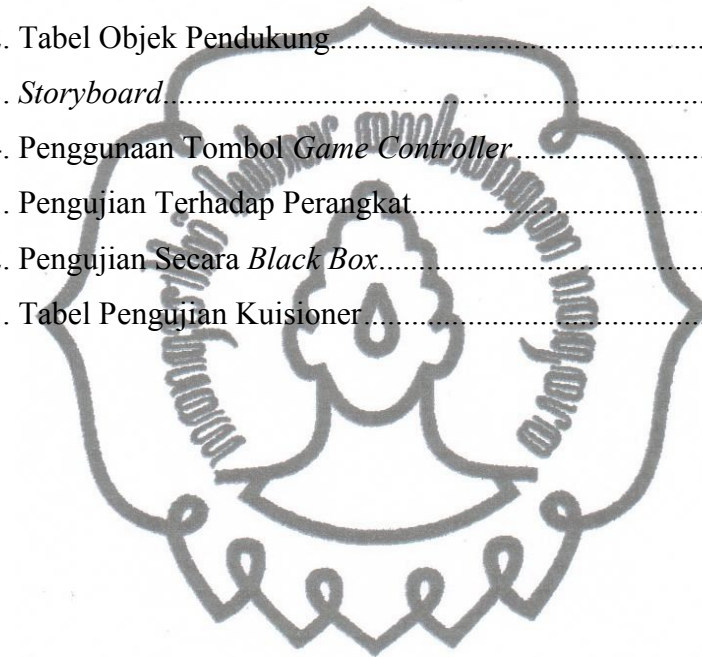 . Tabel Objek Pendukung
. Storyboard
. Penggunaan Tombol Game Controller
. Pengujian Terhadap Perangkat
. Pengujian Secara Black Box
. Tabel Pengujian Kuisioner